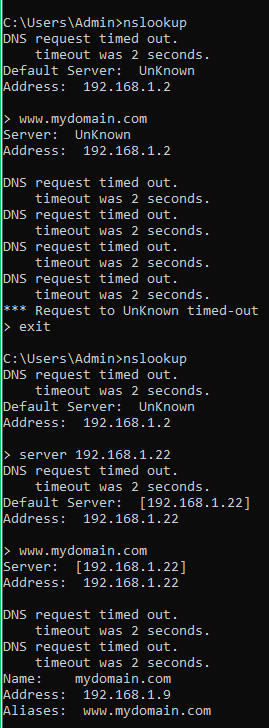 C:\Users\Admin>nslookup
DNS request timed out.
    timeout was 2 seconds.
Default Server:  UnKnown
Address:  192.168.1.2

> www.mydomain.com
Server:  UnKnown
Address:  192.168.1.2

DNS request timed out.
    timeout was 2 seconds.
DNS request timed out.
    timeout was 2 seconds.
DNS request timed out.
    timeout was 2 seconds.
DNS request timed out.
    timeout was 2 seconds.
*** Request to UnKnown timed-out
> exit

C:\Users\Admin>nslookup
DNS request timed out.
    timeout was 2 seconds.
Default Server:  UnKnown
Address:  192.168.1.2

> server 192.168.1.22
DNS request timed out.
    timeout was 2 seconds.
Default Server:  [192.168.1.22]
Address:  192.168.1.22

> www.mydomain.com
Server:  [192.168.1.22]
Address:  192.168.1.22

DNS request timed out.
    timeout was 2 seconds.
DNS request timed out.
    timeout was 2 seconds.
Name:    mydomain.com
Address:  192.168.1.9
Aliases:  www.mydomain.com